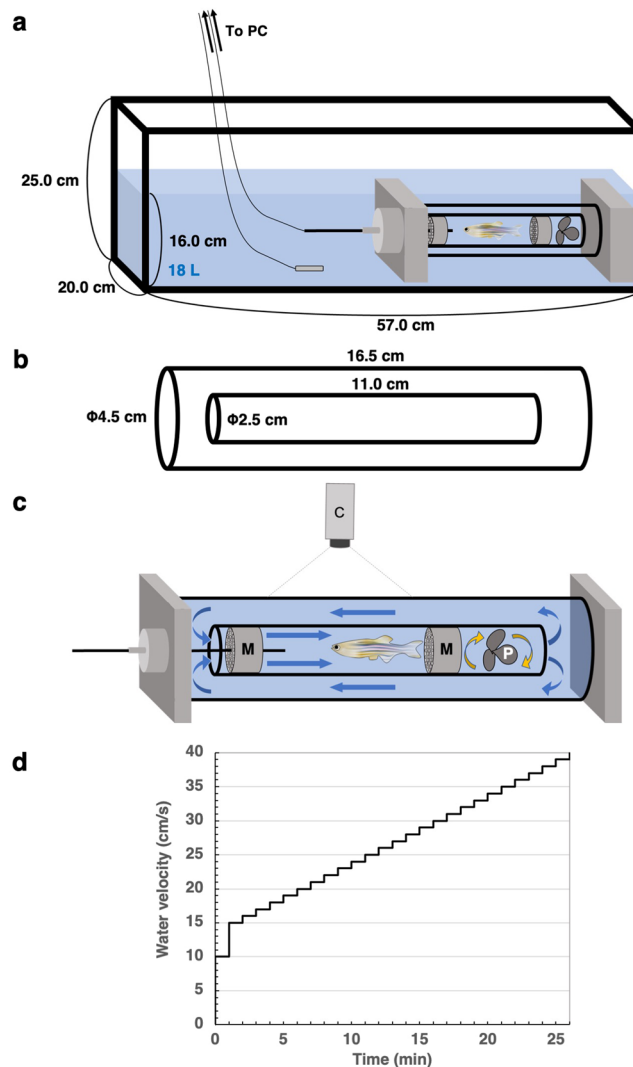 a
To PC
25.0 cm
16.0 cm
18 L
20.0 cm
57.0 cm
b
16.5 cm
11.0 cm
Φ4.5 cm
Φ2.5 cm
c
C
M
M
P
d
40
35
30
25
20
15
10
5
0
Water velocity (cm/s)
0
5
10
15
20
25
Time (min)